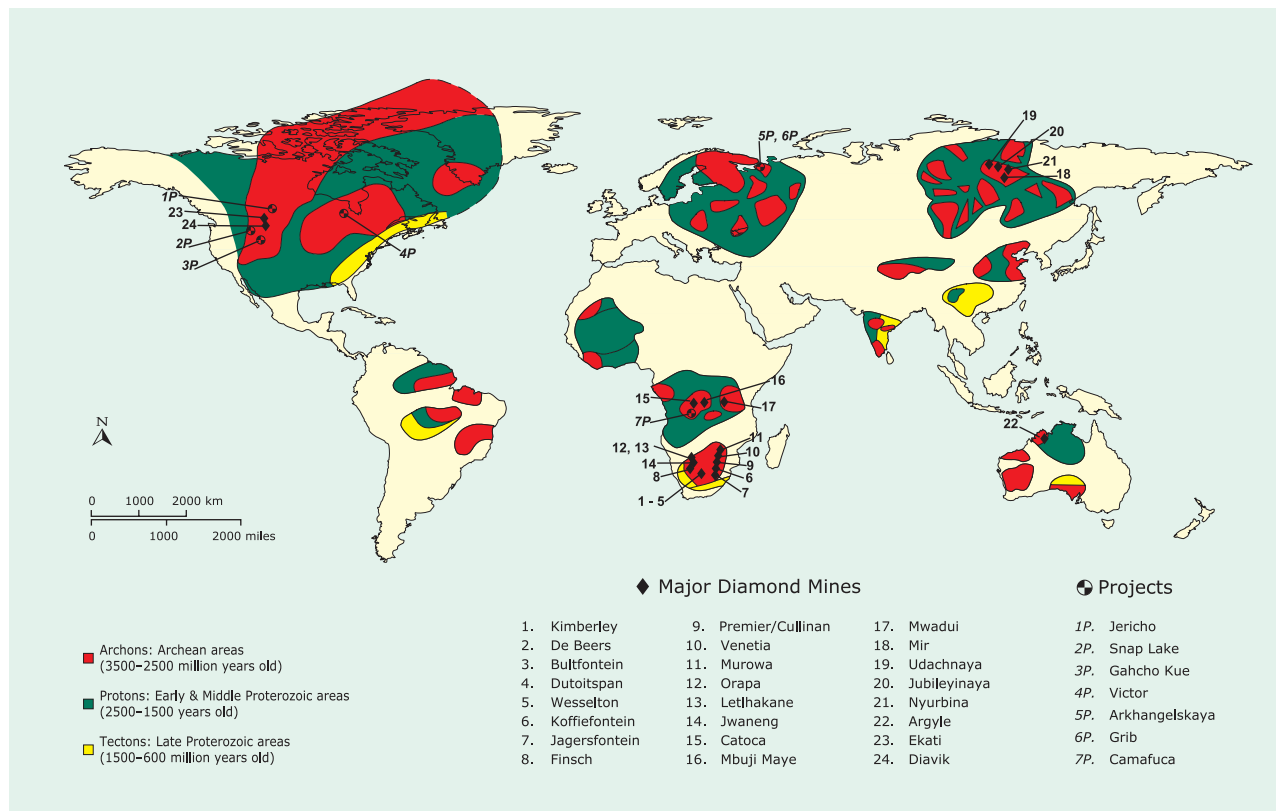 19
20
5P, 6P
21
18
1P
23
24
2P
3P
4P
16
15
17
7P
22
12, 13
11
10
14
9
8
6
7
1 - 5
N
0 1000 2000 km
0 1000 2000 miles
Major Diamond Mines
Projects
Archons: Archean areas
(3500–2500 million years old)
Protons: Early & Middle Proterozoic areas
(2500–1500 years old)
Tectons: Late Proterozoic areas
(1500–600 million years old)
1. Kimberley
2. De Beers
3. Bultfontein
4. Dutoitspan
5. Wesselton
6. Koffiefontein
7. Jagersfontein
8. Finsch
9. Premier/Cullinan
10. Venetia
11. Murowa
12. Orapa
13. Letlhakane
14. Jwaneng
15. Catoca
16. Mbuji Maye
17. Mwadui
18. Mir
19. Udachnaya
20. Jubileyinaya
21. Nyurbina
22. Argyle
23. Ekati
24. Diavik
1P. Jericho
2P. Snap Lake
3P. Gahcho Kue
4P. Victor
5P. Arkhangelskaya
6P. Grib
7P. Camafuca